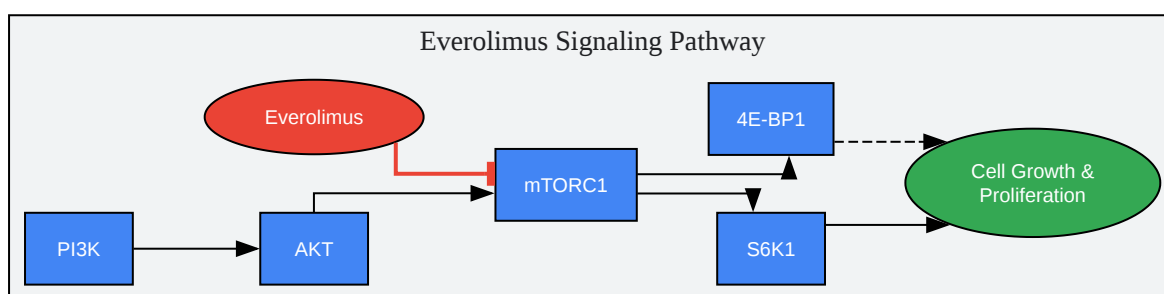 Everolimus Signaling Pathway
Everolimus
4E-BP1
mTORC1
Cell Growth &
Proliferation
PI3K
AKT
S6K1